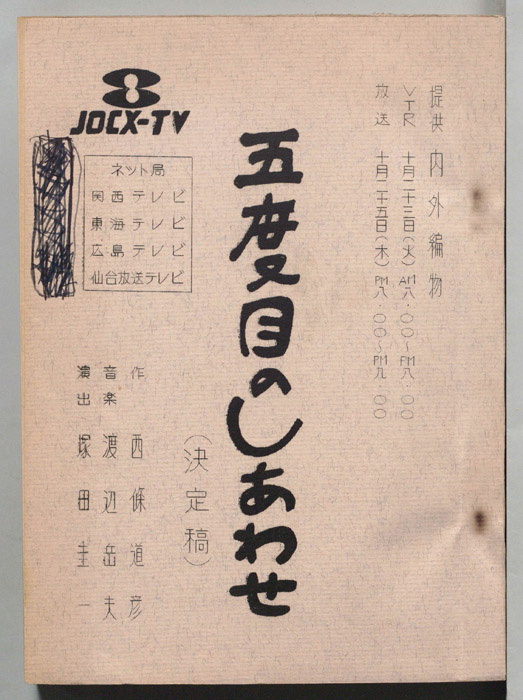 提供 内外編物
VTR 十月二十三日(火) AM八・〇〇〜PM八・〇〇
放送 十月二十五日(木) PM八・〇〇〜PM九・〇〇
五度目のしあわせ
(決定稿)
作 西條道彦
音楽 渡辺岳夫
演出 塚田圭一
JOCX-TV
ネット局
関西テレビ
東海テレビ
広島テレビ
仙台放送テレビ